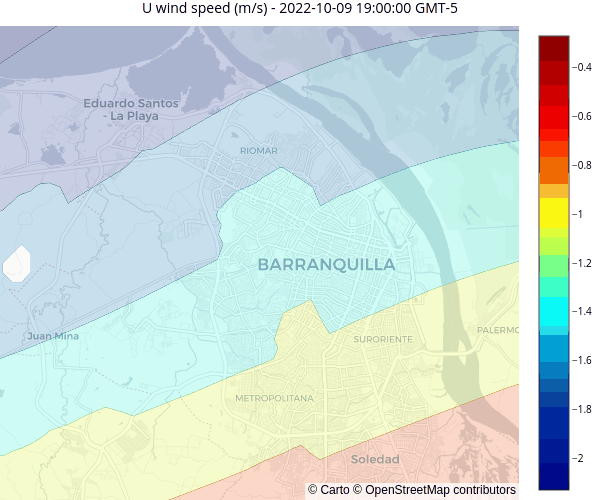 U wind speed (m/s) - 2022-10-09 19:00:00 GMT-5
Eduardo Santos
- La Playa
RIOMAR
BARRANQUILLA
Juan Mina
SURORIENTE
PALERMO
METROPOLITANA
Soledad
© Carto © OpenStreetMap contributors
−0.4
−0.6
−0.8
−1
−1.2
−1.4
−1.6
−1.8
−2